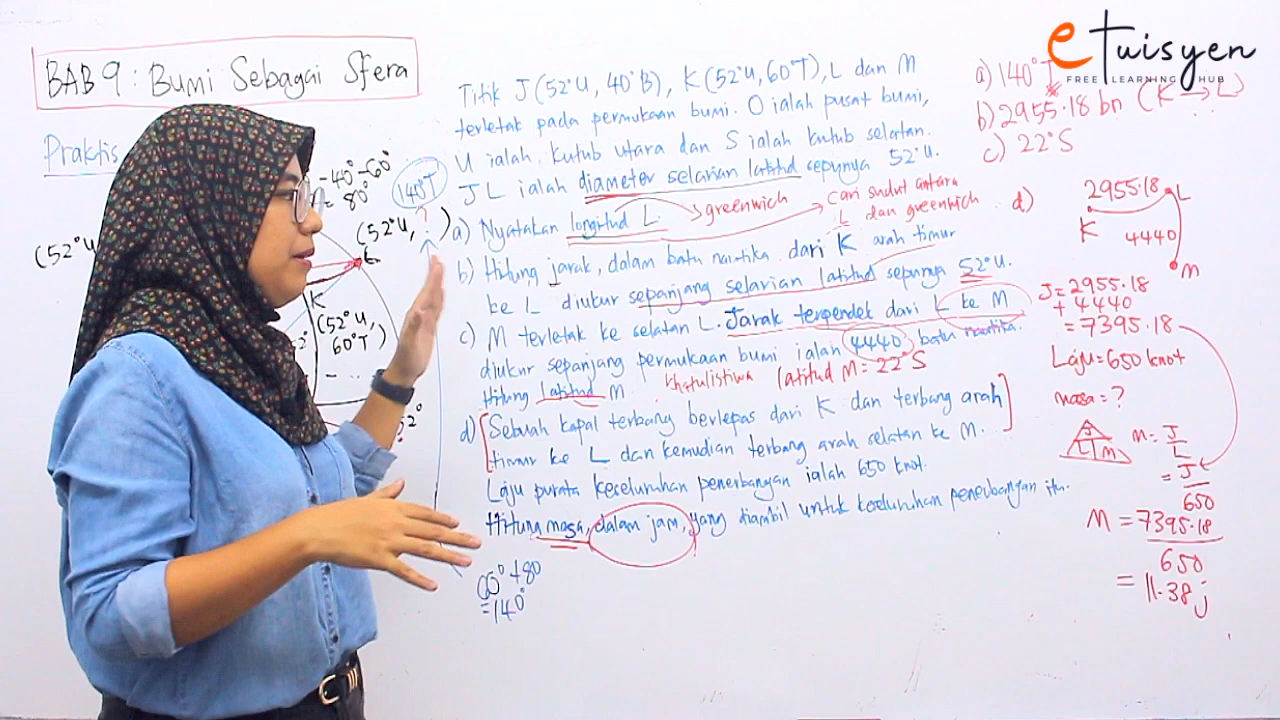 eTuisyen
FREE LEARNING HUB
BAB 9 : Bumi Sebagai Sfera
Praktis
-40°-60°
= 80°
140°T
(52°U, ?)
(52°U
K
(52°U,
60°T)
52°
Titik J(52°U, 40°B), K(52°U, 60°T), L dan M
terletak pada permukaan bumi. O ialah pusat bumi,
U ialah kutub utara dan S ialah kutub selatan.
JL ialah diameter selarian latitud sepunya 52°U.
a) Nyatakan longitud L.
greenwich
cari sudut antara
L dan greenwich
b) Hitung jarak, dalam batu nautika dari K arah timur
ke L diukur sepanjang selarian latitud sepunya 52°U.
c) M terletak ke selatan L. Jarak terpendek dari L ke M
diukur sepanjang permukaan bumi ialah 4440 batu nautika.
Hitung latitud M.
khatulistiwa
latitud M = 22°S
d) [Sebuah kapal terbang berlepas dari K dan terbang arah
timur ke L dan kemudian terbang arah selatan ke M.]
Laju purata keseluruhan penerbangan ialah 650 knot.
Hitung masa, dalam jam, yang diambil untuk keseluruhan penerbangan itu.
60°+80
=140°
a) 140°T
b) 2955.18 bn (K → L)
c) 22°S
d)
2955.18 L
K
4440
M
J = 2955.18
+ 4440
= 7395.18
Laju = 650 knot
masa = ?
J
L M
m = J/L
= J/650
M = 7395.18/650
= 11.38 j